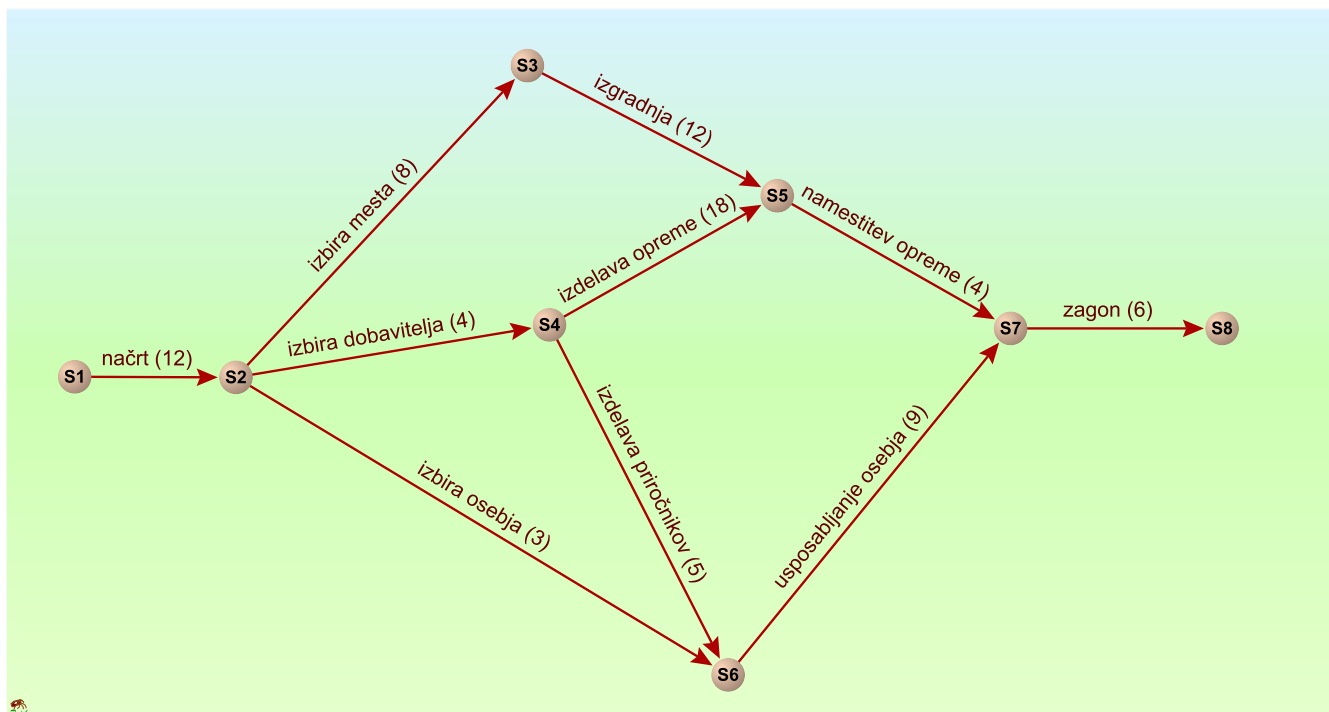 S3
izgradnja (12)
izbira mesta (8)
S5
namestitev opreme (4)
izdelava opreme (18)
S4
izbira dobavitelja (4)
S7
zagon (6)
S8
S1
načrt (12)
S2
izbira osebja (3)
izdelava priročnikov (5)
usposabljanje osebja (9)
S6